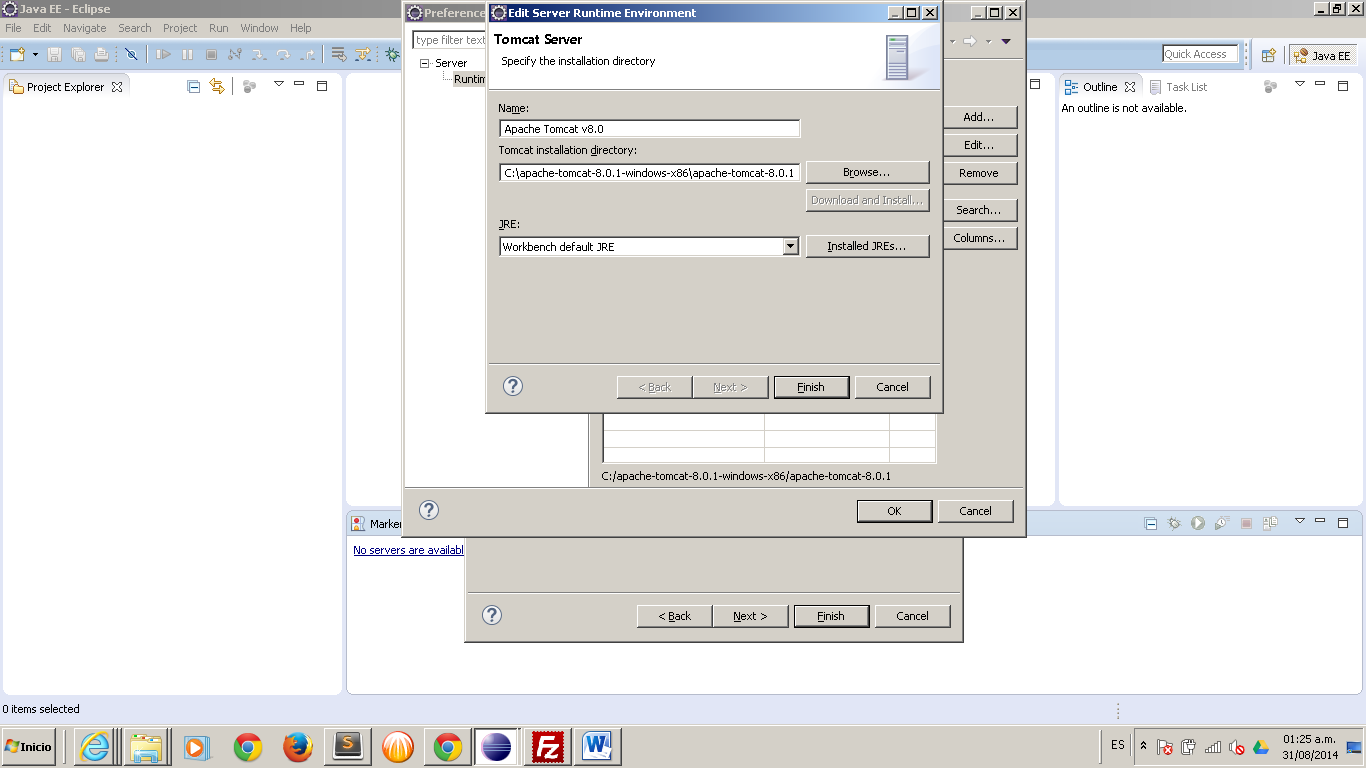 Java EE - Eclipse
File Edit Navigate Search Project Run Window Help
Quick Access
Java EE
Project Explorer
Outline
Task List
An outline is not available.
type filter text
Server
Edit Server Runtime Environment
Tomcat Server
Specify the installation directory
Name:
Apache Tomcat v8.0
Tomcat installation directory:
C:\apache-tomcat-8.0.1-windows-x86\apache-tomcat-8.0.1
Browse...
Download and Install...
JRE:
Workbench default JRE
Installed JREs...
< Back
Next >
Finish
Cancel
Add...
Edit...
Remove
Search...
Columns...
C:/apache-tomcat-8.0.1-windows-x86/apache-tomcat-8.0.1
OK
Cancel
No servers are
< Back
Next >
Finish
Cancel
0 items selected
Inicio
ES
01:25 a.m.
31/08/2014